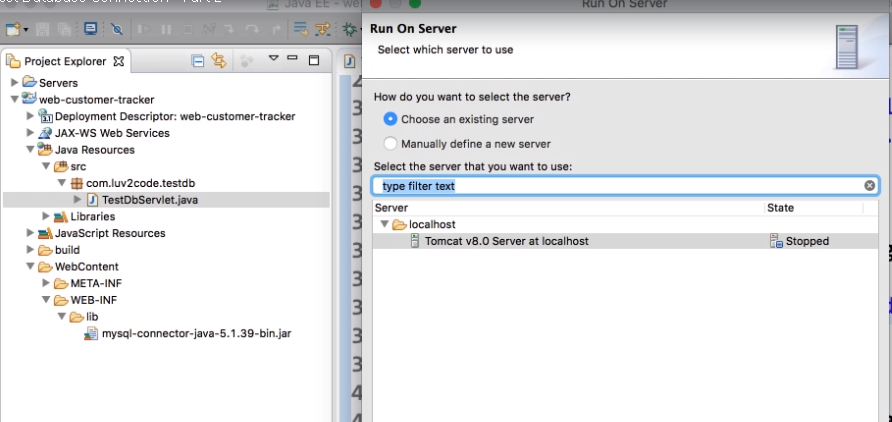 Java EE - we
Run On Server
Project Explorer
Servers
web-customer-tracker
Deployment Descriptor: web-customer-tracker
JAX-WS Web Services
Java Resources
src
com.luv2code.testdb
TestDbServlet.java
Libraries
JavaScript Resources
build
WebContent
META-INF
WEB-INF
lib
mysql-connector-java-5.1.39-bin.jar
Run On Server
Select which server to use
How do you want to select the server?
Choose an existing server
Manually define a new server
Select the server that you want to use:
type filter text
Server State
localhost
Tomcat v8.0 Server at localhost Stopped